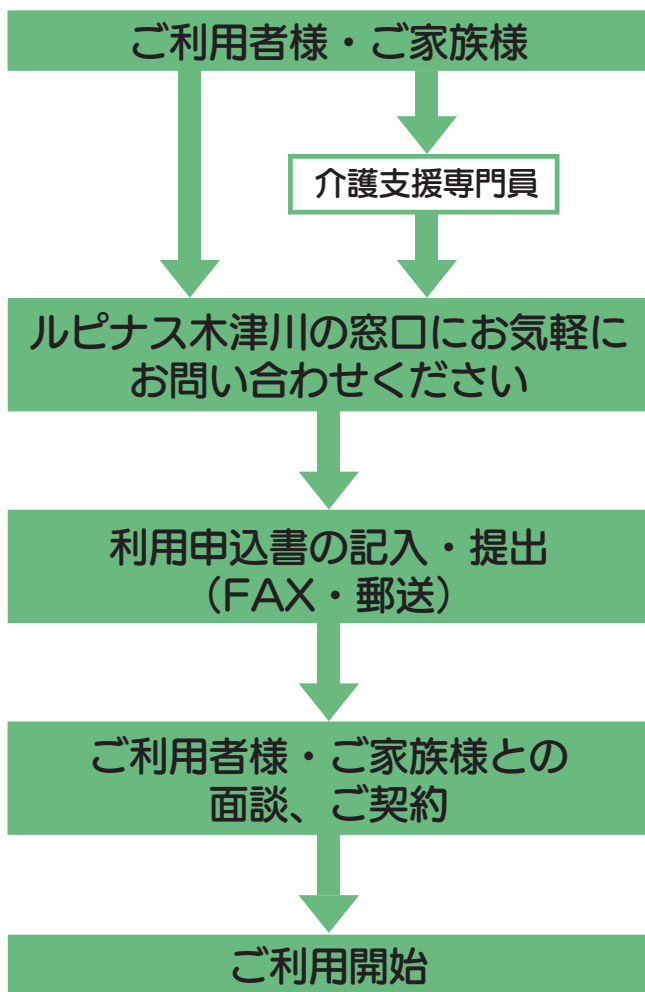 ご利用者様・ご家族様
介護支援専門員
ルピナス木津川の窓口にお気軽に
お問い合わせください
利用申込書の記入・提出
（FAX・郵送）
ご利用者様・ご家族様との
面談、ご契約
ご利用開始